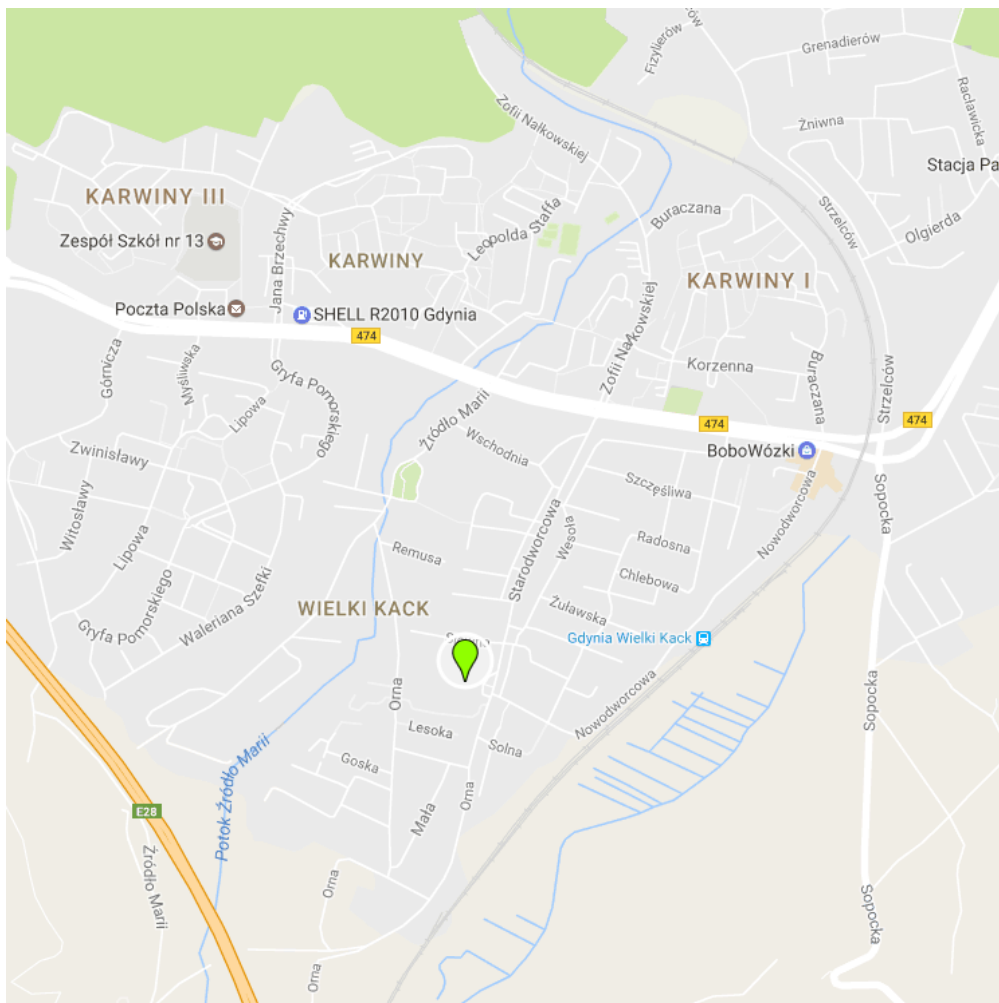 Fizylierów
Grenadierów
Racławicka
Zofii Nałkowskiej
Żniwna
Stacja Pa
KARWINY III
Strzelców
Zespół Szkół nr 13
Leopolda Staffa
Buraczana
Olgierda
Jana Brzechwy
KARWINY
KARWINY I
Poczta Polska
SHELL R2010 Gdynia
474
Zofii Nałkowskiej
Górnicza
Myśliwska
Gryfa Pomorskiego
Korzenna
Buraczana
Strzelców
Lipowa
Źródło Marii
474
474
Zwinisławy
Wschodnia
BoboWózki
Witosławy
Szczęśliwa
Sopocka
Lipowa
Starodworcowa
Wesoła
Nowodworcowa
Remusa
Radosna
Chlebowa
Gryfa Pomorskiego
Waleriana Szefki
WIELKI KACK
Żuławska
Gdynia Wielki Kack
Orna
Nowodworcowa
Sopocka
Lesoka
Solna
Goska
Potok Źródło Marii
Mała
Orna
E28
Źródło Marii
Orna
Sopocka
Orna